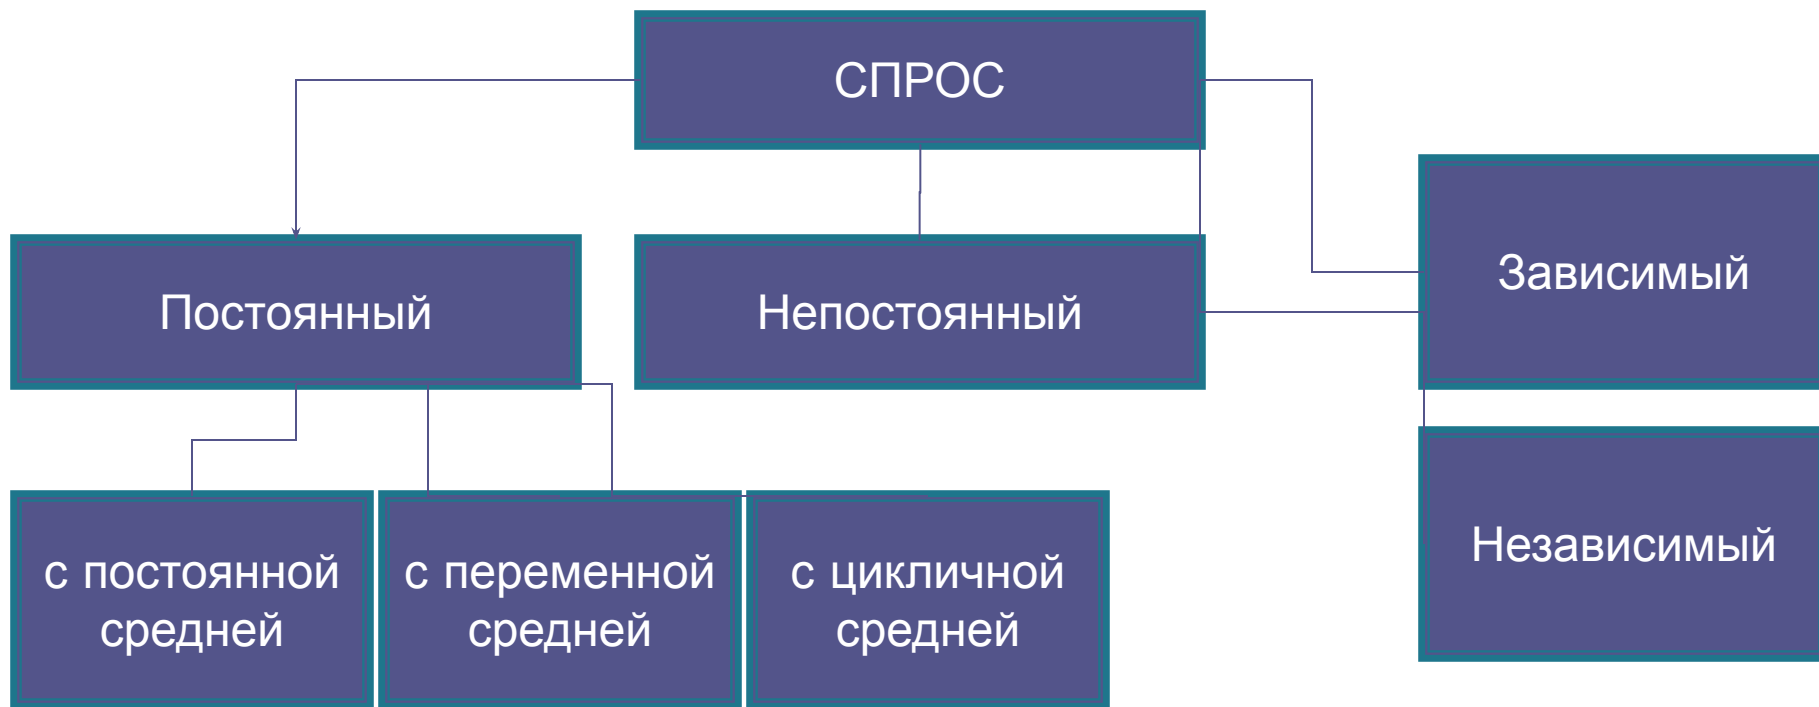 СПРОС
Постоянный
Непостоянный
Зависимый
с постоянной
средней
с переменной
средней
с цикличной
средней
Независимый